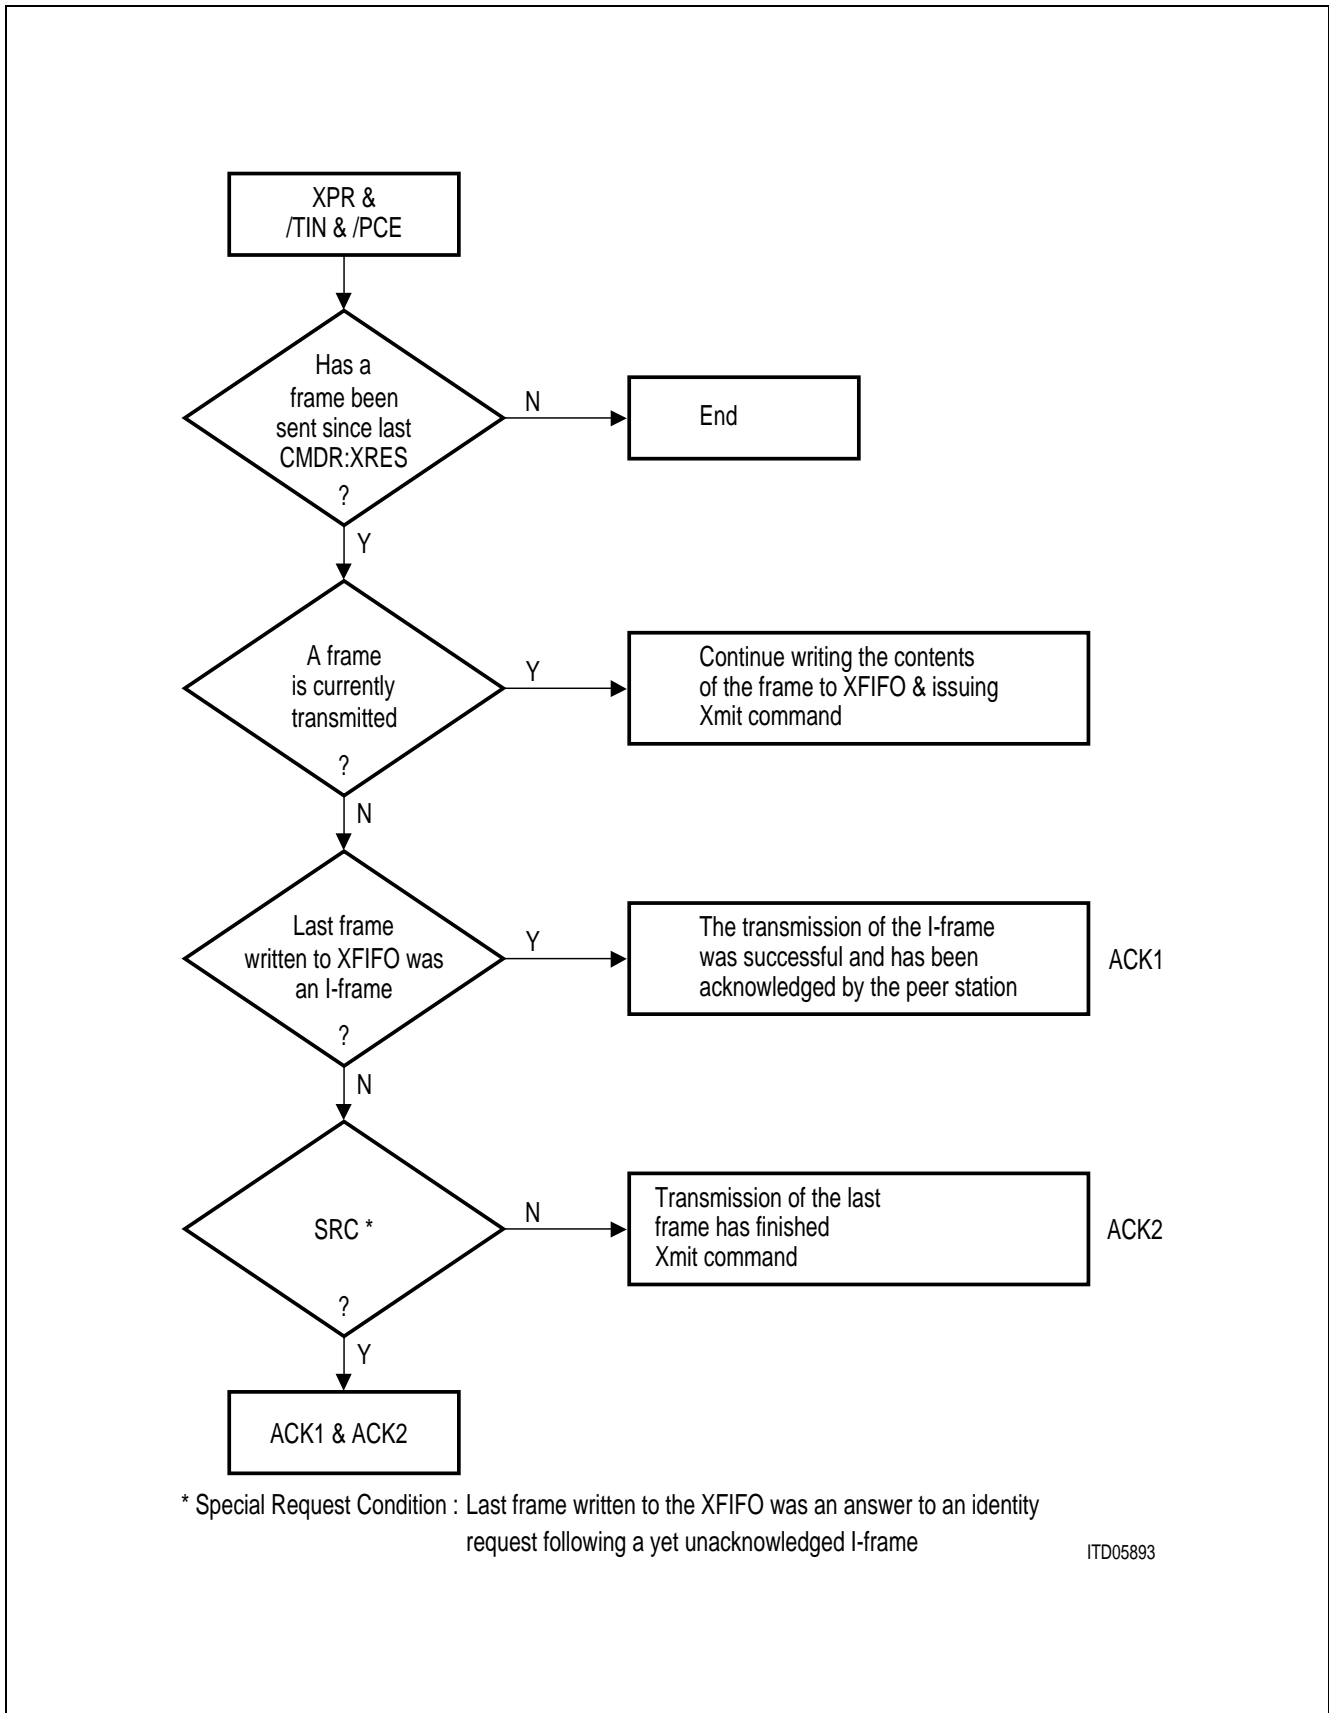 XPR &
/TIN & /PCE
Has a
frame been
sent since last
CMDR:XRES
?
N
End
Y
A frame
is currently
transmitted
?
Y
Continue writing the contents
of the frame to XFIFO & issuing
Xmit command
N
Last frame
written to XFIFO was
an I-frame
?
Y
The transmission of the I-frame
was successful and has been
acknowledged by the peer station
ACK1
N
SRC *
?
N
Transmission of the last
frame has finished
Xmit command
ACK2
Y
ACK1 & ACK2
* Special Request Condition : Last frame written to the XFIFO was an answer to an identity
request following a yet unacknowledged I-frame
ITD05893